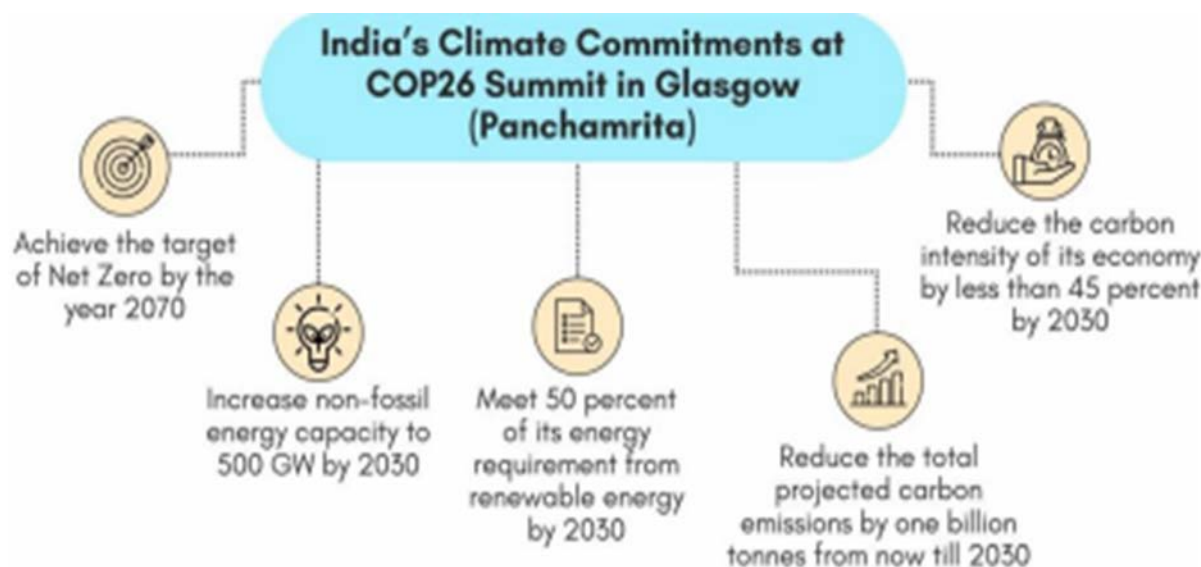 India's Climate Commitments at
COP26 Summit in Glasgow
(Panchamrita)
Achieve the target
of Net Zero by the
year 2070
Increase non-fossil
energy capacity to
500 GW by 2030
Meet 50 percent
of its energy
requirement from
renewable energy
by 2030
Reduce the total
projected carbon
emissions by one billion
tonnes from now till 2030
Reduce the carbon
intensity of its economy
by less than 45 percent
by 2030